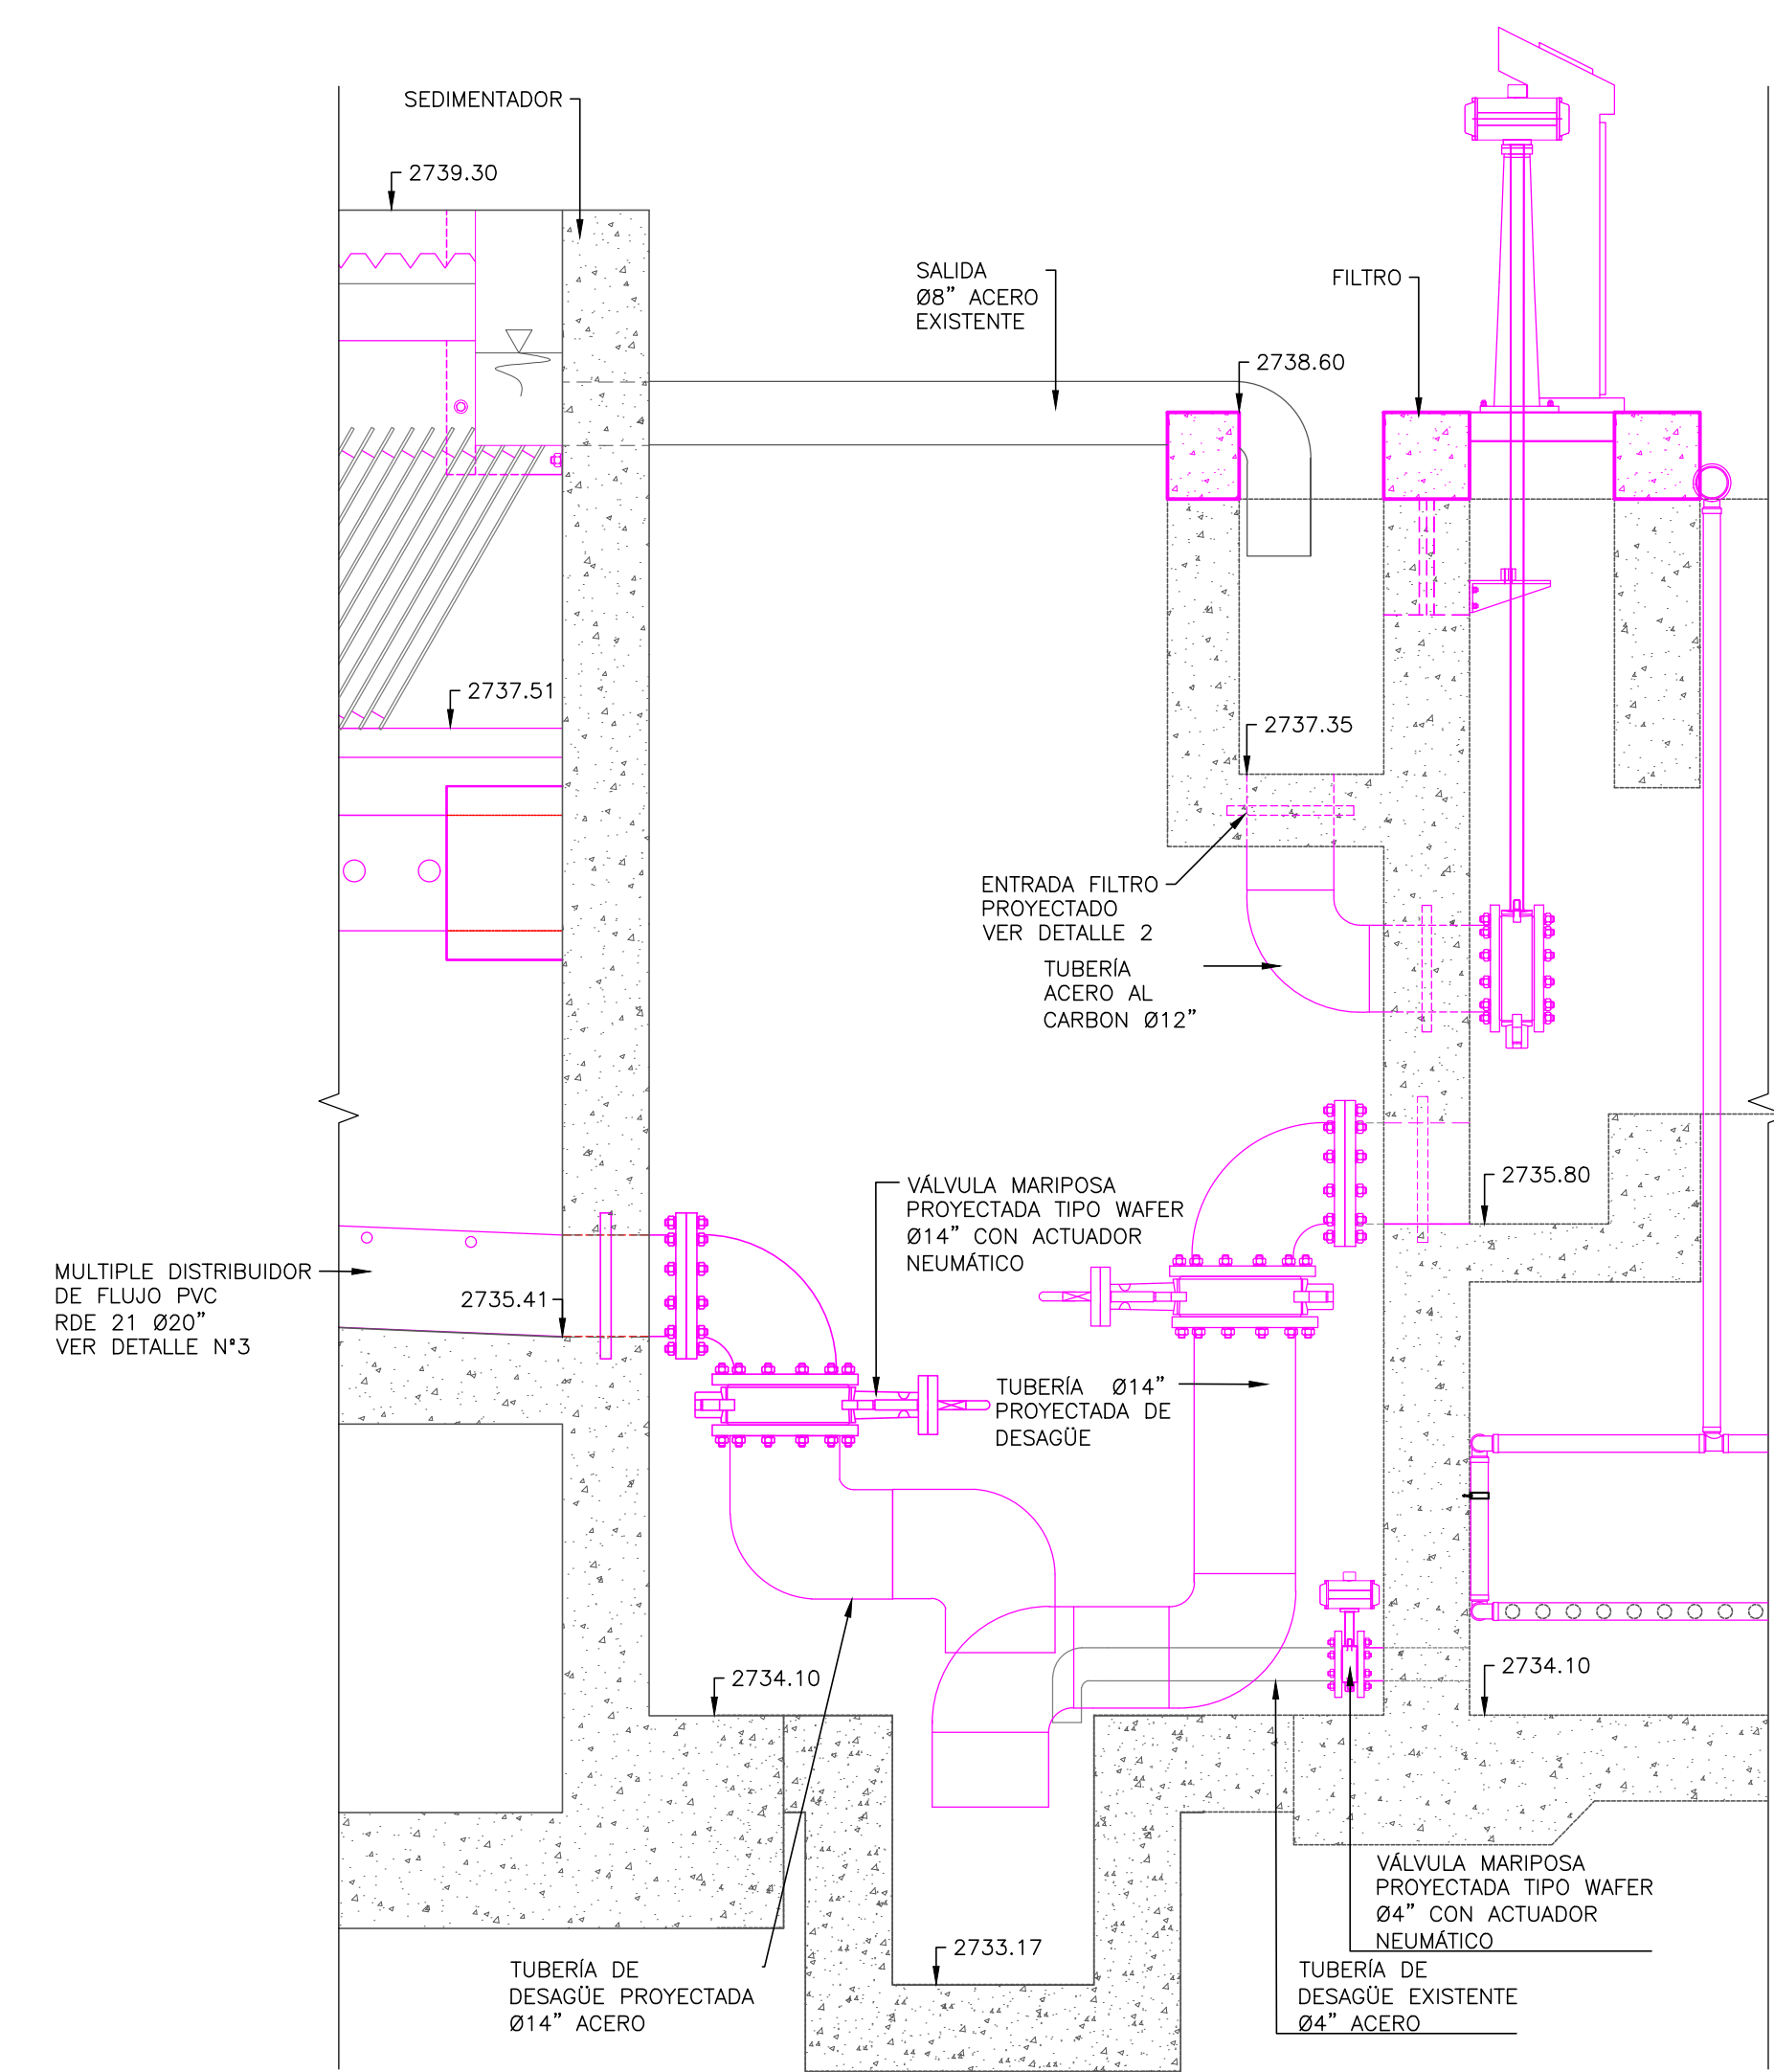 SEDIMENTADOR
2739.30
SALIDA
Ø8” ACERO
EXISTENTE
FILTRO
2738.60
2737.51
2737.35
ENTRADA FILTRO
PROYECTADO
VER DETALLE 2
TUBERÍA
ACERO AL
CARBON Ø12”
VÁLVULA MARIPOSA
PROYECTADA TIPO WAFER
Ø14” CON ACTUADOR
NEUMÁTICO
2735.80
MULTIPLE DISTRIBUIDOR
DE FLUJO PVC
RDE 21 Ø20”
VER DETALLE N°3
2735.41
TUBERÍA Ø14”
PROYECTADA DE
DESAGÜE
2734.10
2734.10
VÁLVULA MARIPOSA
PROYECTADA TIPO WAFER
Ø4” CON ACTUADOR
NEUMÁTICO
2733.17
TUBERÍA DE
DESAGÜE PROYECTADA
Ø14” ACERO
TUBERÍA DE
DESAGÜE EXISTENTE
Ø4” ACERO